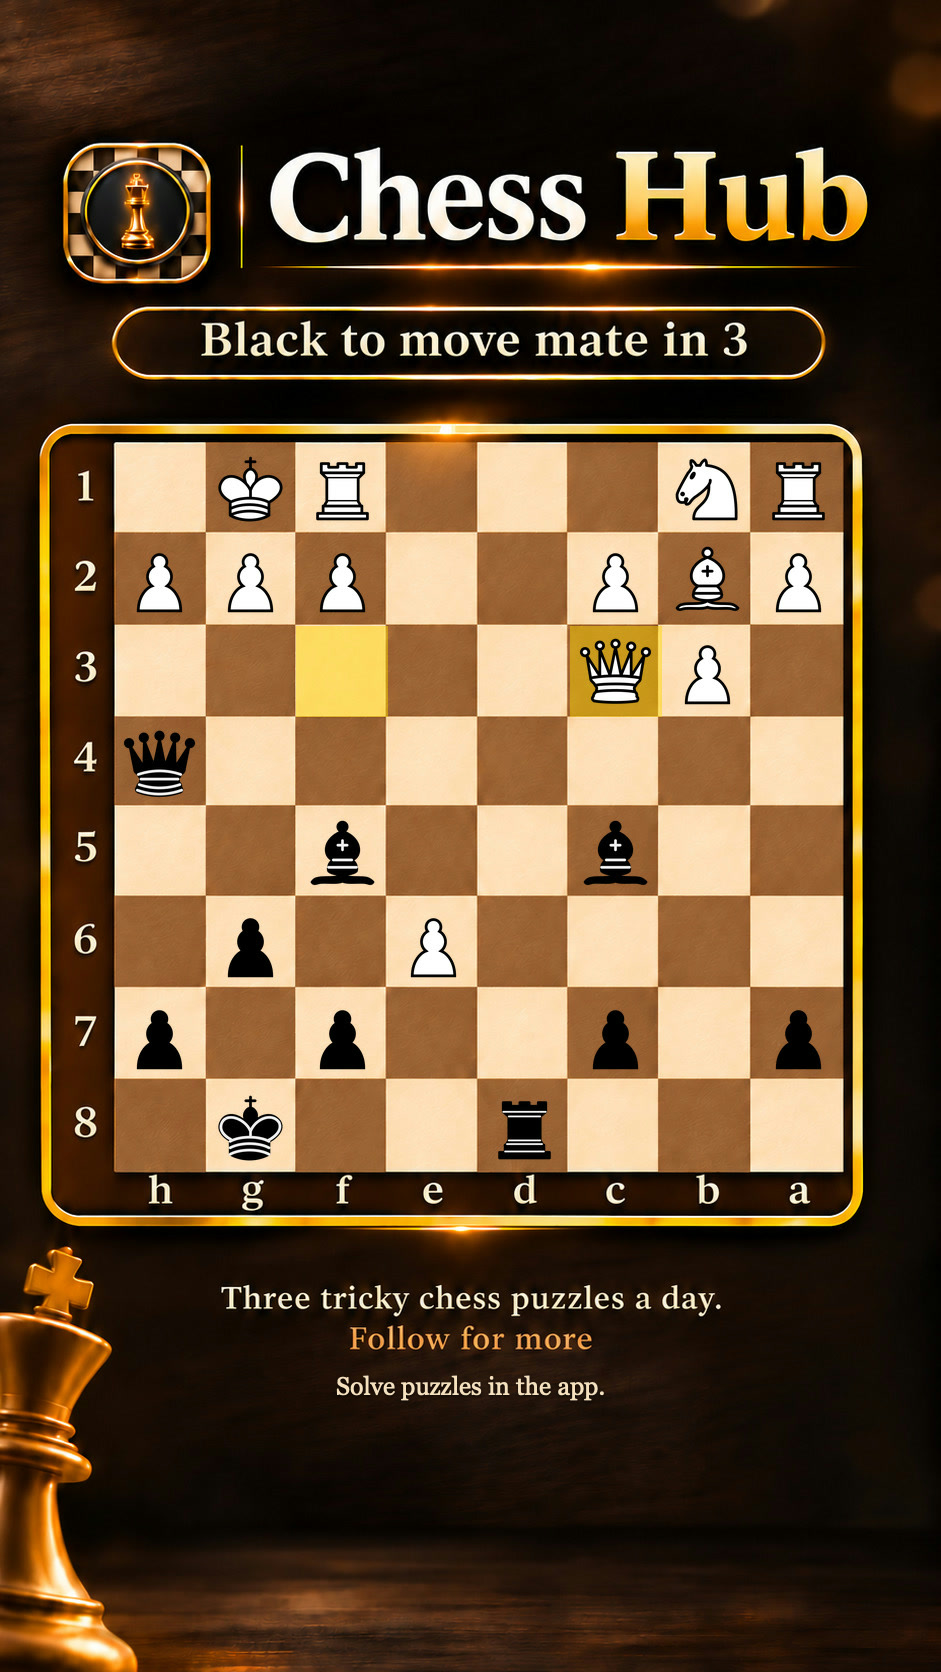 Chess Hub
Black to move mate in 3
1
2
3
4
5
6
7
8
h g f e d c b a
Three tricky chess puzzles a day.
Follow for more
Solve puzzles in the app.